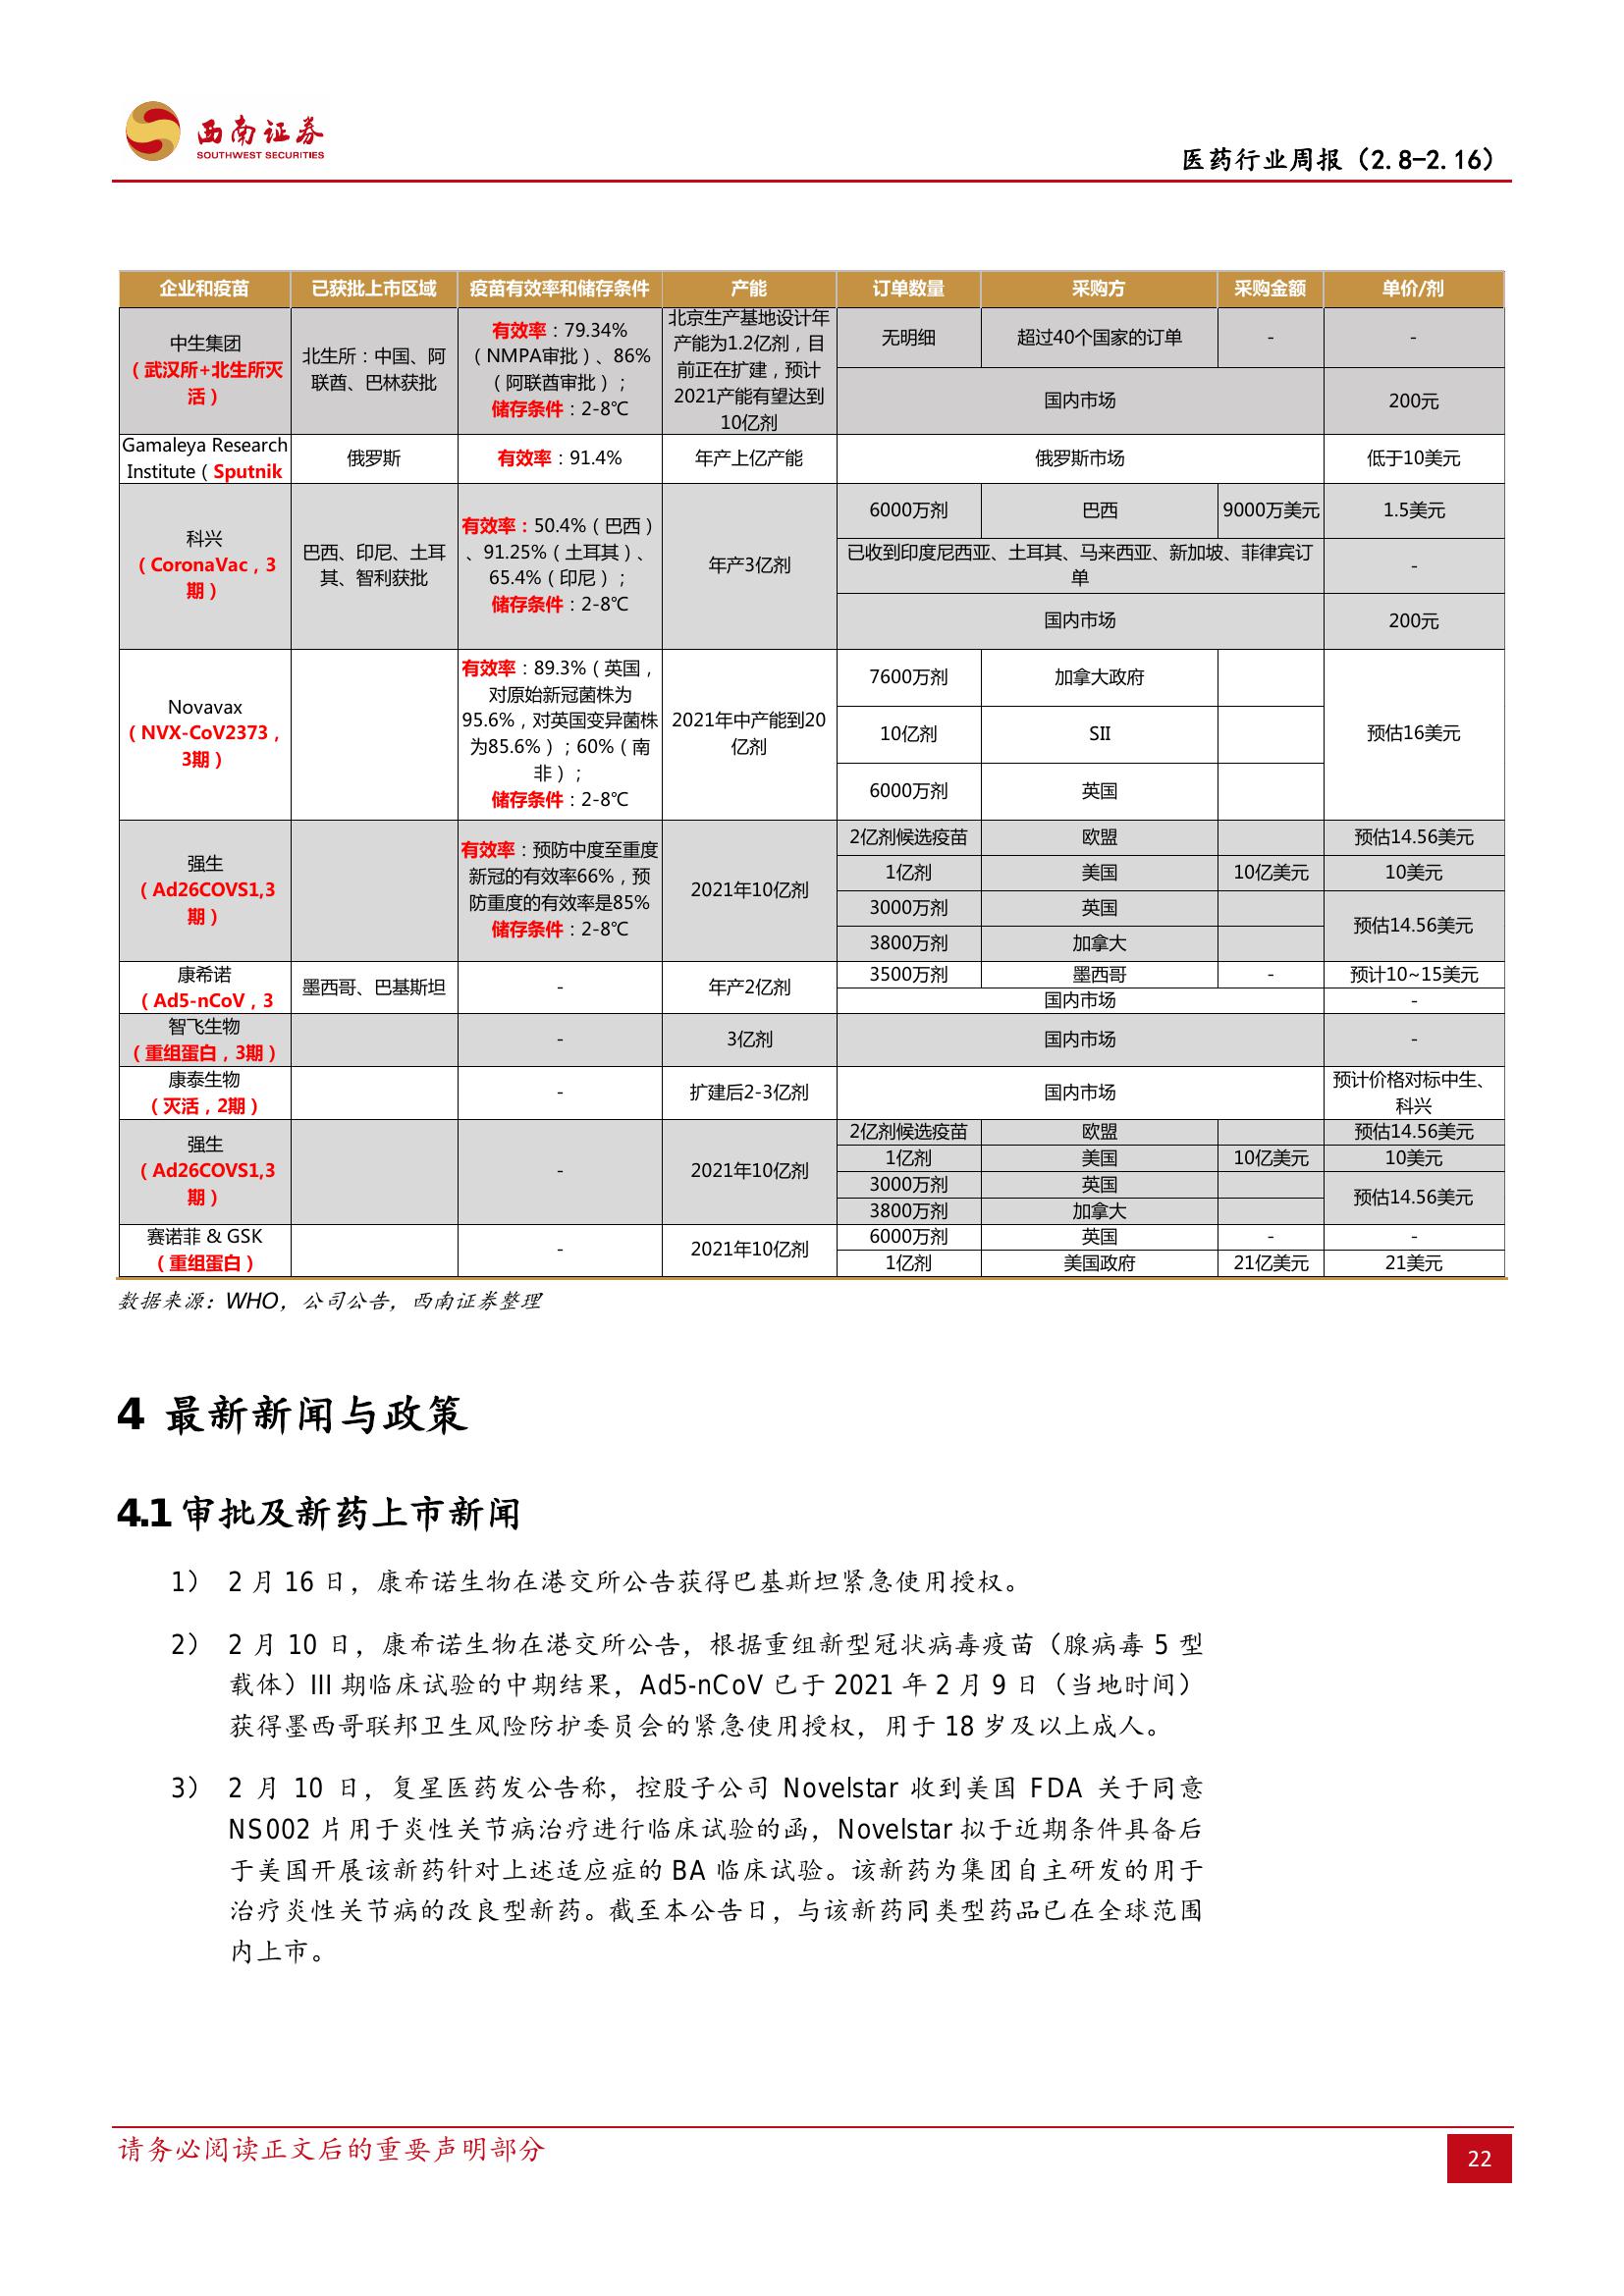 西南证券
SOUTHWEST SECURITIES
医药行业周报（2.8-2.16）
企业和疫苗 已获批上市区域 疫苗有效率和储存条件 产能 订单数量 采购方 采购金额 单价/剂
中生集团
（武汉所+北生所灭
活）
北生所：中国、阿
联酋、巴林获批
有效率：79.34%
（NMPA审批）、86%
（阿联酋审批）；
储存条件：2-8℃
北京生产基地设计年
产能为1.2亿剂，目
前正在扩建，预计
2021产能有望达到
10亿剂
无明细 超过40个国家的订单 - -
国内市场 200元
Gamaleya Research
Institute（Sputnik
俄罗斯 有效率：91.4% 年产上亿产能 俄罗斯市场 低于10美元
科兴
（CoronaVac，3
期）
巴西、印尼、土耳
其、智利获批
有效率：50.4%（巴西）
、91.25%（土耳其）、
65.4%（印尼）；
储存条件：2-8℃
年产3亿剂
6000万剂 巴西 9000万美元 1.5美元
已收到印度尼西亚、土耳其、马来西亚、新加坡、菲律宾订
单
-
国内市场 200元
Novavax
（NVX-CoV2373，
3期）
有效率：89.3%（英国，
对原始新冠菌株为
95.6%，对英国变异菌株
为85.6%）；60%（南
非）；
储存条件：2-8℃
2021年中产能到20
亿剂
7600万剂 加拿大政府
10亿剂 SII
6000万剂 英国
预估16美元
强生
（Ad26COVS1,3
期）
有效率：预防中度至重度
新冠的有效率66%，预
防重度的有效率是85%
储存条件：2-8℃
2021年10亿剂
2亿剂候选疫苗 欧盟 预估14.56美元
1亿剂 美国 10亿美元 10美元
3000万剂 英国
3800万剂 加拿大
预估14.56美元
康希诺
（Ad5-nCoV，3
墨西哥、巴基斯坦 - 年产2亿剂
3500万剂 墨西哥 - 预计10~15美元
国内市场 -
智飞生物
（重组蛋白，3期）
- 3亿剂 国内市场 -
康泰生物
（灭活，2期）
- 扩建后2-3亿剂 国内市场
预计价格对标中生、
科兴
强生
（Ad26COVS1,3
期）
- 2021年10亿剂
2亿剂候选疫苗 欧盟 预估14.56美元
1亿剂 美国 10亿美元 10美元
3000万剂 英国
3800万剂 加拿大
预估14.56美元
赛诺菲 & GSK
（重组蛋白）
- 2021年10亿剂
6000万剂 英国 - -
1亿剂 美国政府 21亿美元 21美元
数据来源：WHO，公司公告，西南证券整理
4 最新新闻与政策
4.1 审批及新药上市新闻
1） 2 月 16 日，康希诺生物在港交所公告获得巴基斯坦紧急使用授权。
2） 2 月 10 日，康希诺生物在港交所公告，根据重组新型冠状病毒疫苗（腺病毒 5 型
载体）III 期临床试验的中期结果，Ad5-nCoV 已于 2021 年 2 月 9 日（当地时间）
获得墨西哥联邦卫生风险防护委员会的紧急使用授权，用于 18 岁及以上成人。
3） 2 月 10 日，复星医药发公告称，控股子公司 Novelstar 收到美国 FDA 关于同意
NS002 片用于炎性关节病治疗进行临床试验的函，Novelstar 拟于近期条件具备后
于美国开展该新药针对上述适应症的 BA 临床试验。该新药为集团自主研发的用于
治疗炎性关节病的改良型新药。截至本公告日，与该新药同类型药品已在全球范围
内上市。
请务必阅读正文后的重要声明部分
22